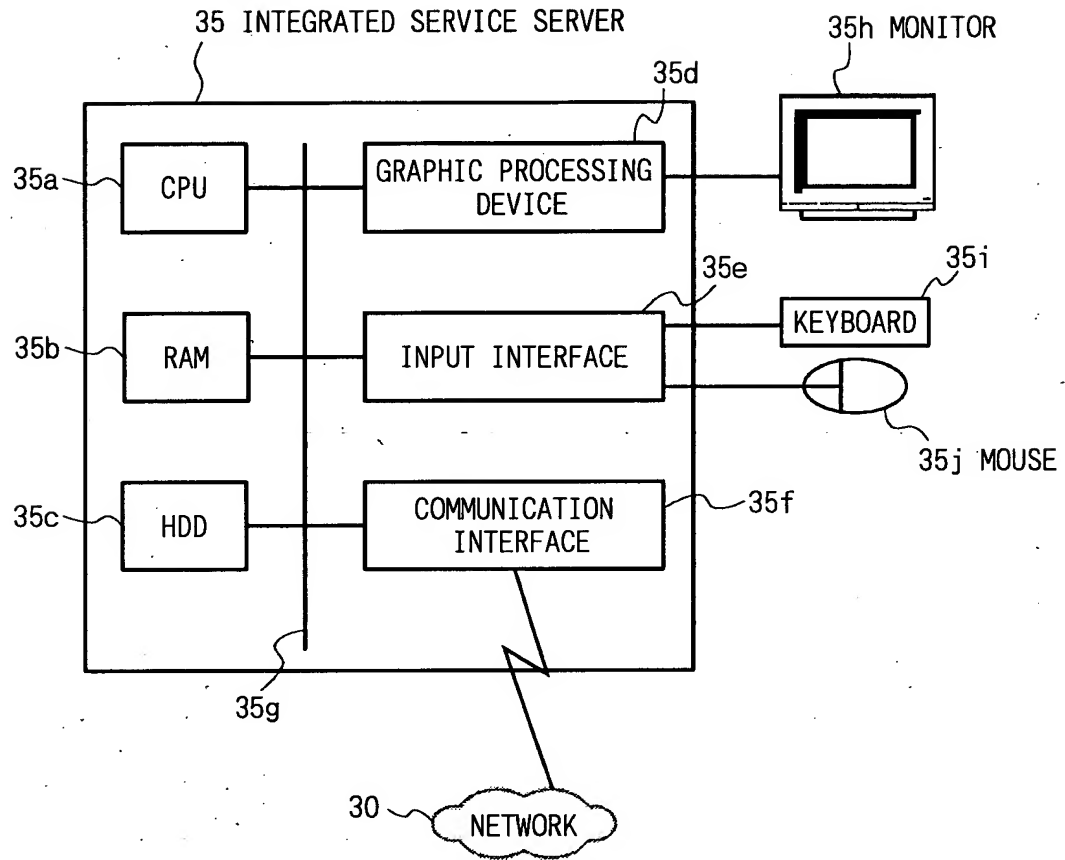 35 INTEGRATED SERVICE SERVER
35h MONITOR
35d
35a
CPU
GRAPHIC PROCESSING
DEVICE
35e
35i
KEYBOARD
35b
RAM
INPUT INTERFACE
35j MOUSE
35c
HDD
COMMUNICATION
INTERFACE
35f
35g
30
NETWORK